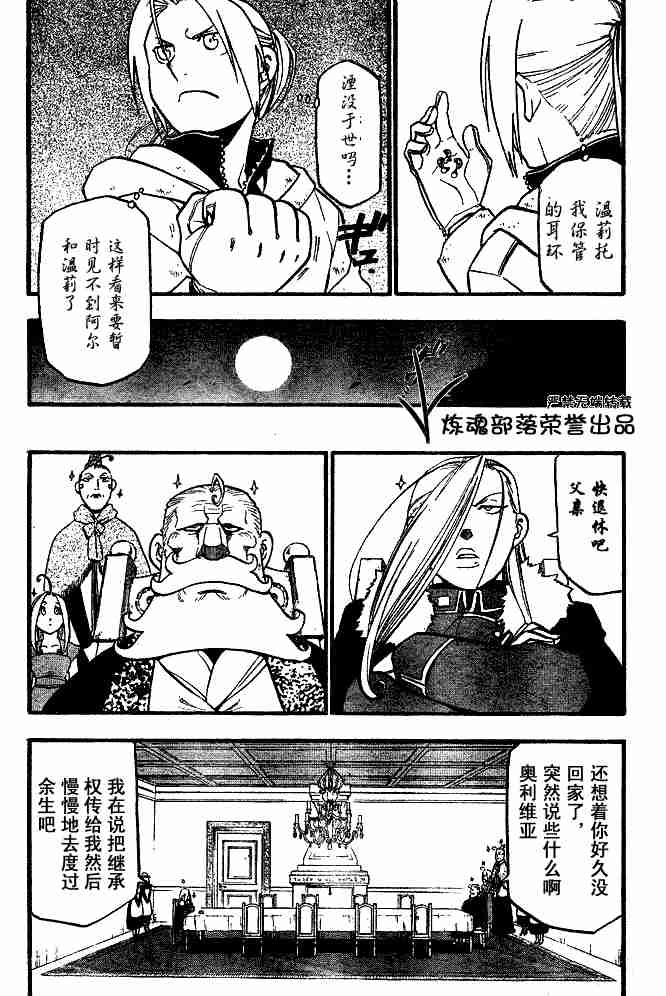 温莉托
我保管
的耳环
湮没于世吗…
这样看来要暂
时见不到阿尔
和温莉了
严禁无端转载
炼魂部落荣誉出品
快退休吧
父亲
还想着你好久没
回家了，
突然说些什么啊
奥利维亚
我在说把继承
权传给我然后
慢慢地去度过
余生吧